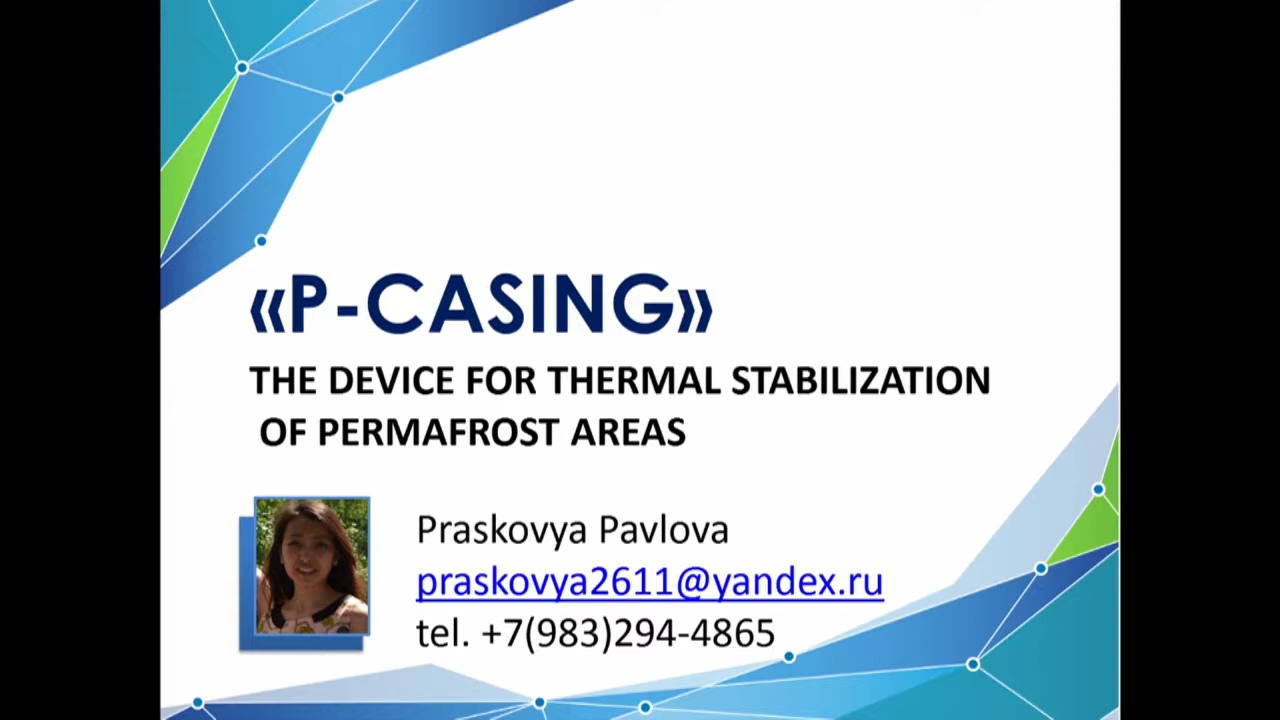 «P-CASING»
THE DEVICE FOR THERMAL STABILIZATION
OF PERMAFROST AREAS
Praskovya Pavlova
praskovya2611@yandex.ru
tel. +7(983)294-4865